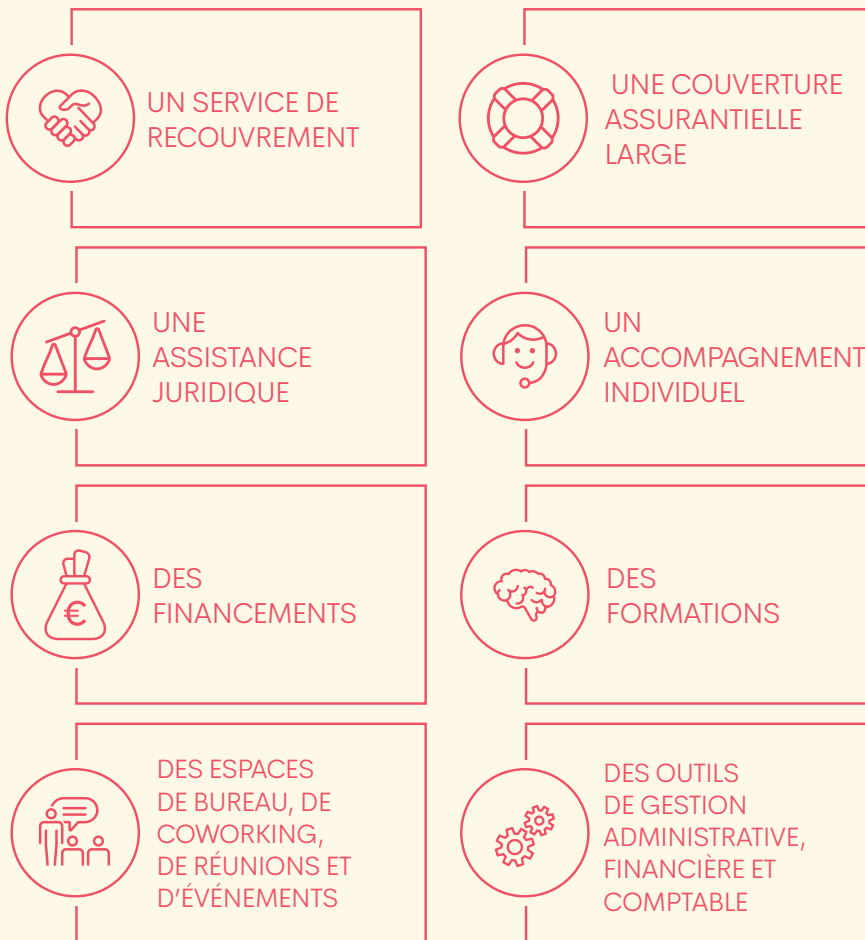 UN SERVICE DE
RECOUVREMENT
UNE COUVERTURE
ASSURANTIELLE
LARGE
UNE
ASSISTANCE
JURIDIQUE
UN
ACCOMPAGNEMENT
INDIVIDUEL
€
DES
FINANCEMENTS
DES
FORMATIONS
DES ESPACES
DE BUREAU, DE
COWORKING,
DE RÉUNIONS ET
D’ÉVÉNEMENTS
DES OUTILS
DE GESTION
ADMINISTRATIVE,
FINANCIÈRE ET
COMPTABLE